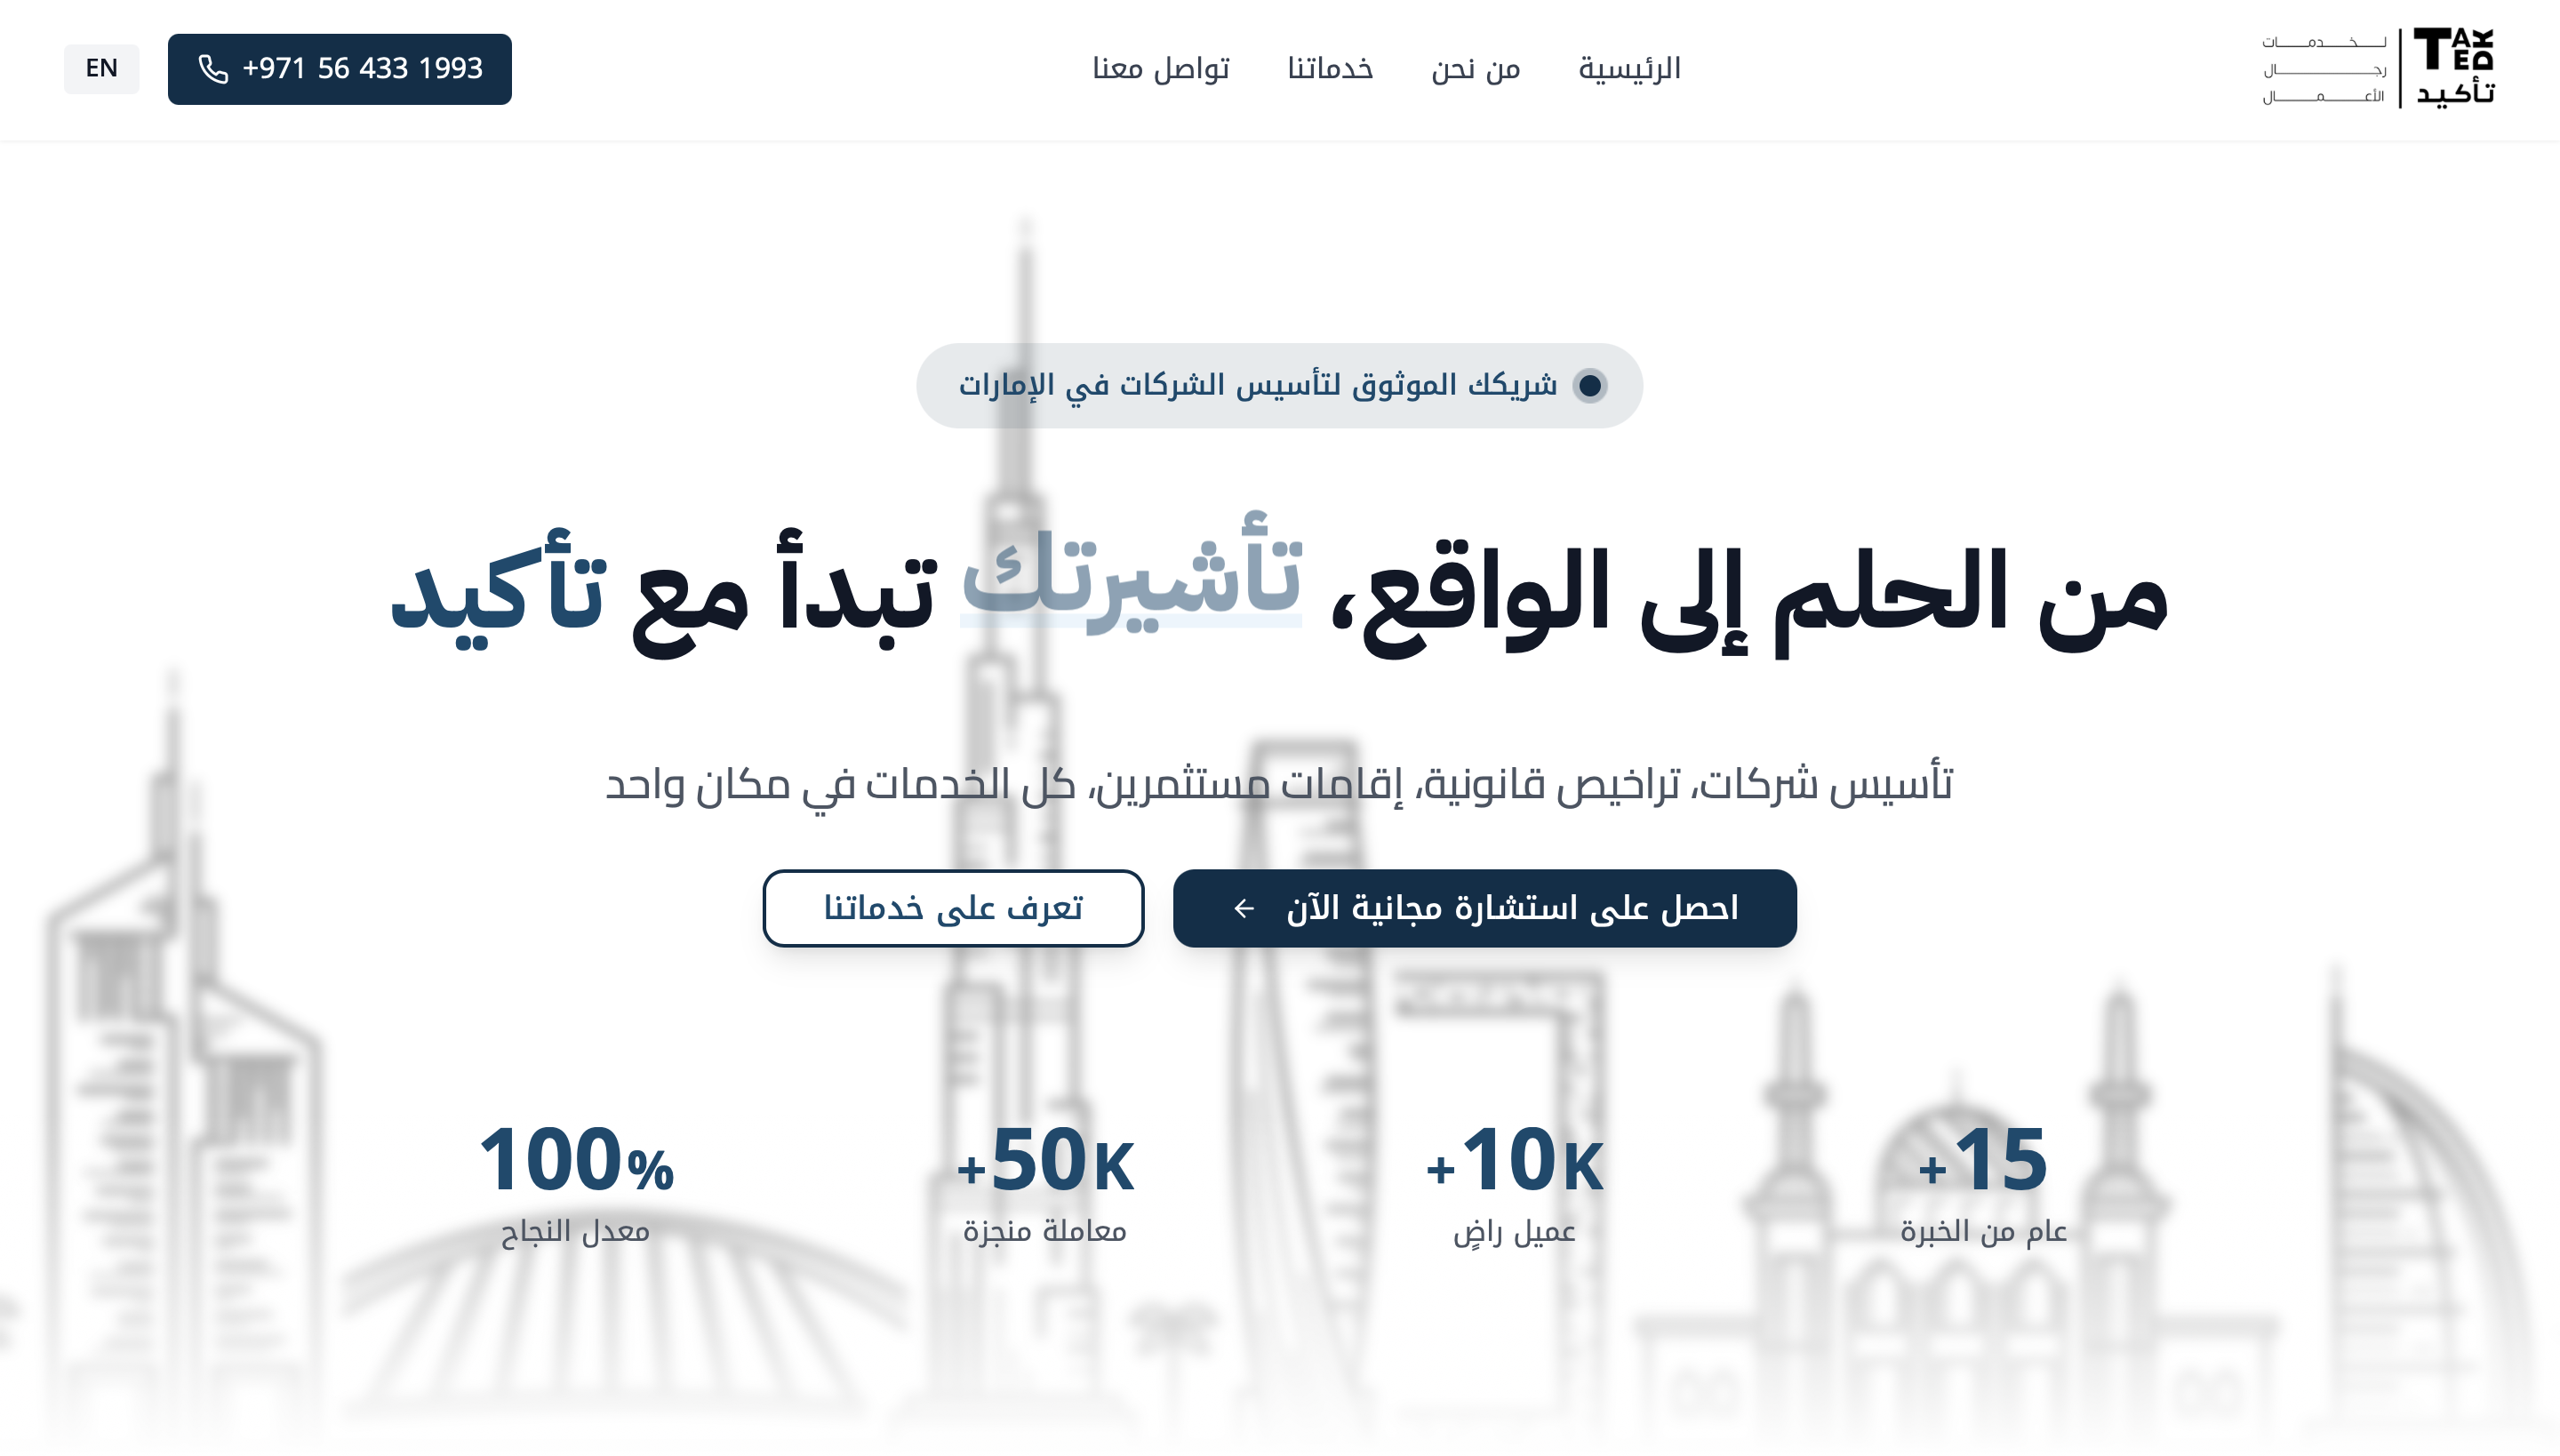 TAEDK
تأكيد
لـخـدمـات
رجـال
الأعـمـال
الرئيسية
من نحن
خدماتنا
تواصل معنا
+971 56 433 1993
EN
شريكك الموثوق لتأسيس الشركات في الإمارات
من الحلم إلى الواقع، تأشيرتك تبدأ مع تأكيد
تأسيس شركات، تراخيص قانونية، إقامات مستثمرين، كل الخدمات في مكان واحد
احصل على استشارة مجانية الآن
تعرف على خدماتنا
+15
عام من الخبرة
+10K
عميل راضٍ
+50K
معاملة منجزة
100%
معدل النجاح